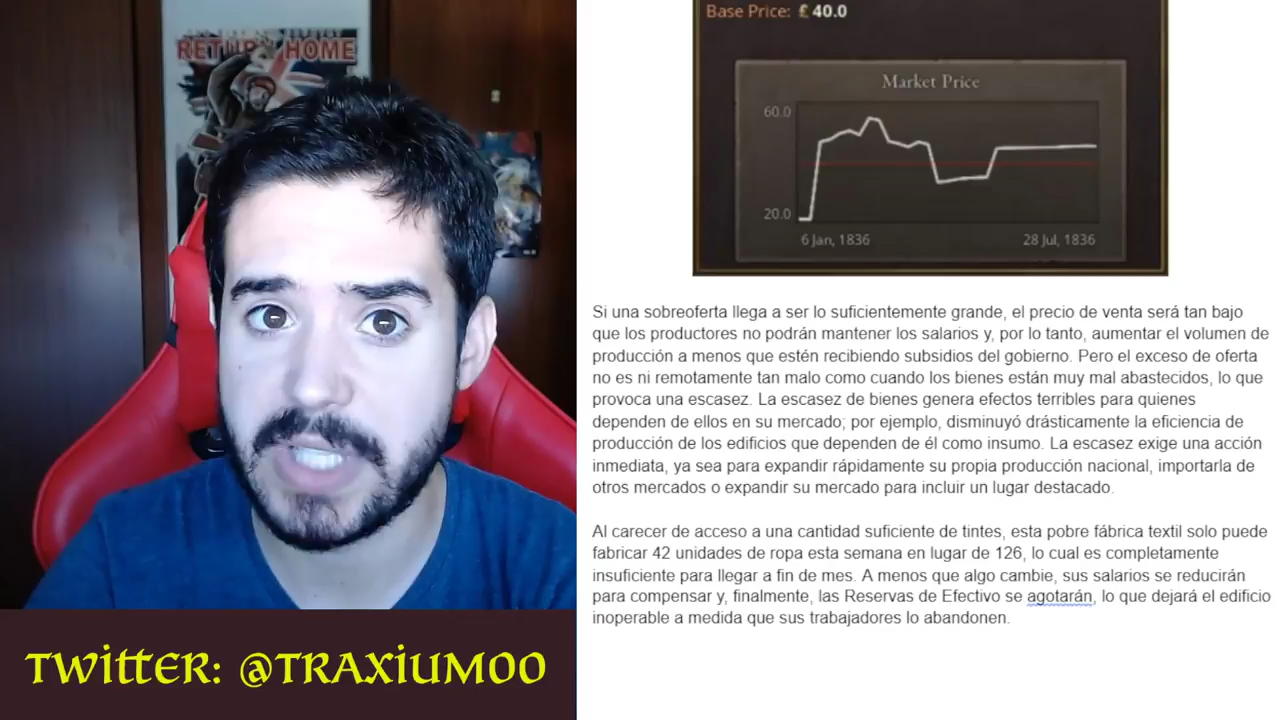 RETURN HOME
TWITTER: @TRAXIUM00
Base Price: £ 40.0
Market Price
60.0
20.0
6 Jan, 1836
28 Jul, 1836
Si una sobreoferta llega a ser lo suficientemente grande, el precio de venta será tan bajo
que los productores no podrán mantener los salarios y, por lo tanto, aumentar el volumen de
producción a menos que estén recibiendo subsidios del gobierno. Pero el exceso de oferta
no es ni remotamente tan malo como cuando los bienes están muy mal abastecidos, lo que
provoca una escasez. La escasez de bienes genera efectos terribles para quienes
dependen de ellos en su mercado; por ejemplo, disminuyó drásticamente la eficiencia de
producción de los edificios que dependen de él como insumo. La escasez exige una acción
inmediata, ya sea para expandir rápidamente su propia producción nacional, importarla de
otros mercados o expandir su mercado para incluir un lugar destacado.
Al carecer de acceso a una cantidad suficiente de tintes, esta pobre fábrica textil solo puede
fabricar 42 unidades de ropa esta semana en lugar de 126, lo cual es completamente
insuficiente para llegar a fin de mes. A menos que algo cambie, sus salarios se reducirán
para compensar y, finalmente, las Reservas de Efectivo se agotarán, lo que dejará el edificio
inoperable a medida que sus trabajadores lo abandonen.